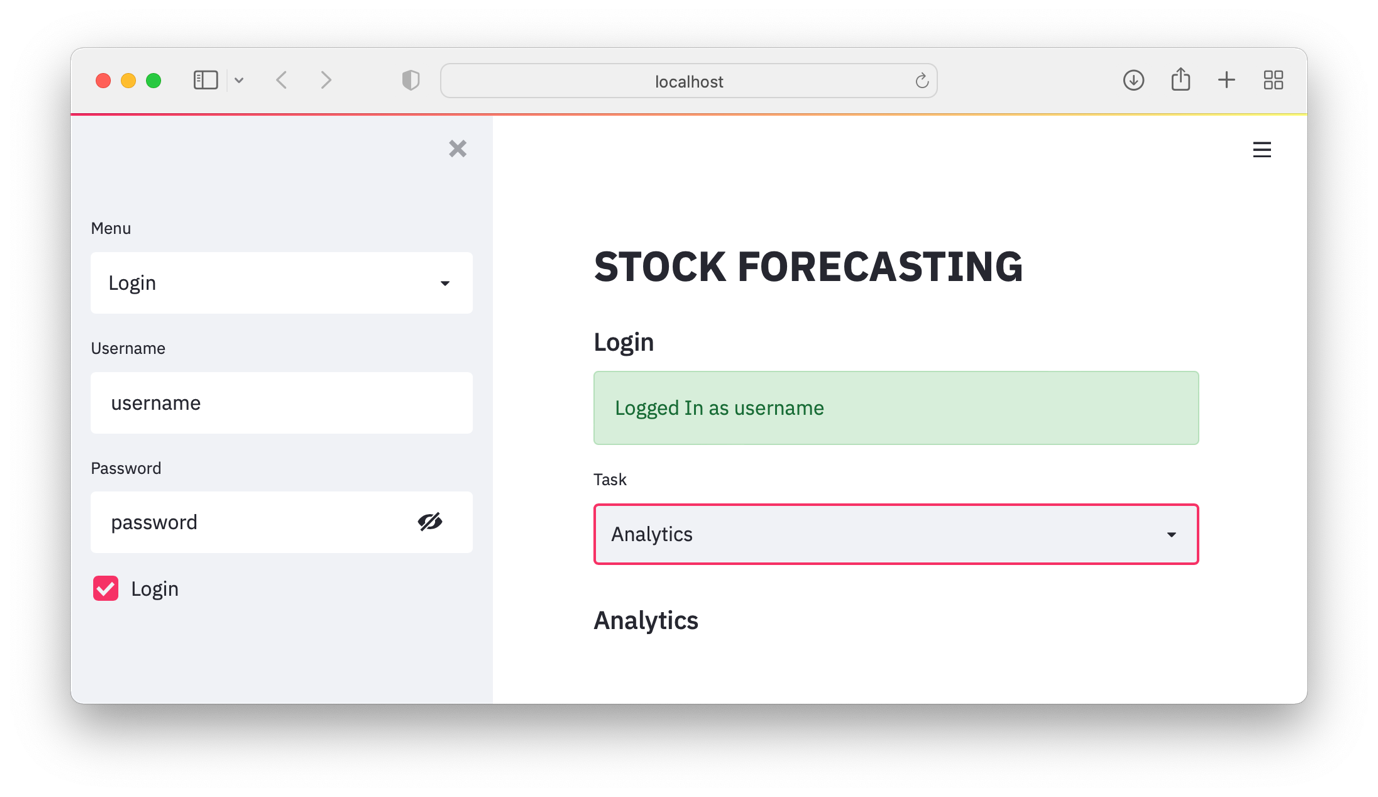 localhost
Menu
Login
Username
username
Password
password
Login
STOCK FORECASTING
Login
Logged In as username
Task
Analytics
Analytics